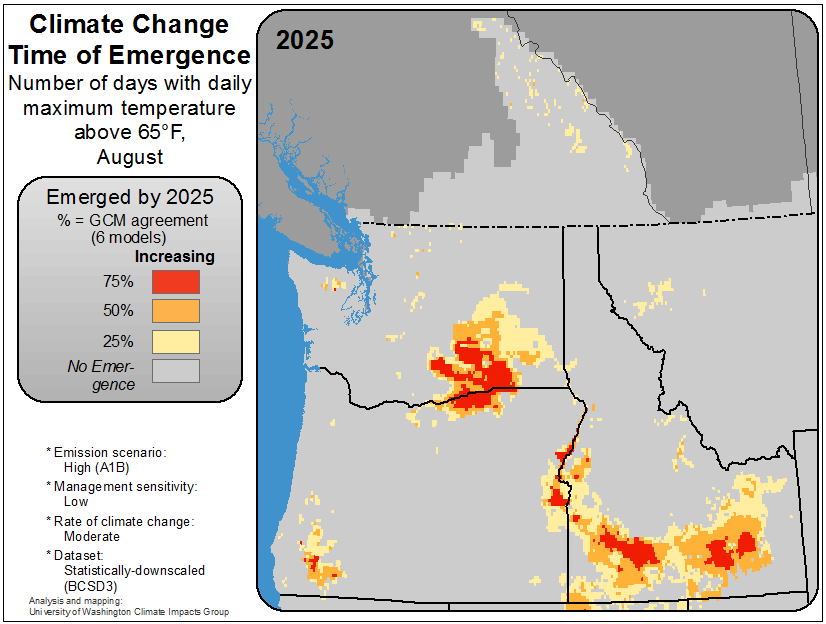 Climate Change
Time of Emergence
Number of days with daily
maximum temperature
above 65°F,
August
2025
Emerged by 2025
% = GCM agreement
(6 models)
Increasing
75%
50%
25%
No Emer-
gence
* Emission scenario:
High (A1B)
* Management sensitivity:
Low
* Rate of climate change:
Moderate
* Dataset:
Statistically-downscaled
(BCSD3)
Analysis and mapping:
University of Washington Climate Impacts Group